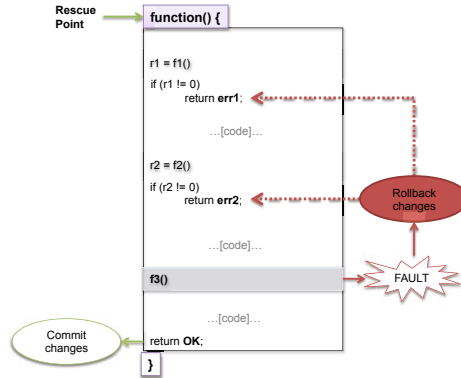 Rescue
Point
function() {
r1 = f1()
if (r1 != 0)
return err1;
...[code]...
r2 = f2()
if (r2 != 0)
return err2;
Rollback
changes
...[code]...
f3()
FAULT
...[code]...
Commit
changes
return OK;
}